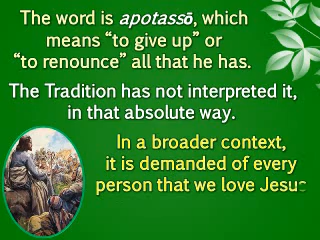 The word is apotassō, which
means “to give up” or
“to renounce” all that he has.
The Tradition has not interpreted it,
in that absolute way.
In a broader context,
it is demanded of every
person that we love Jesus